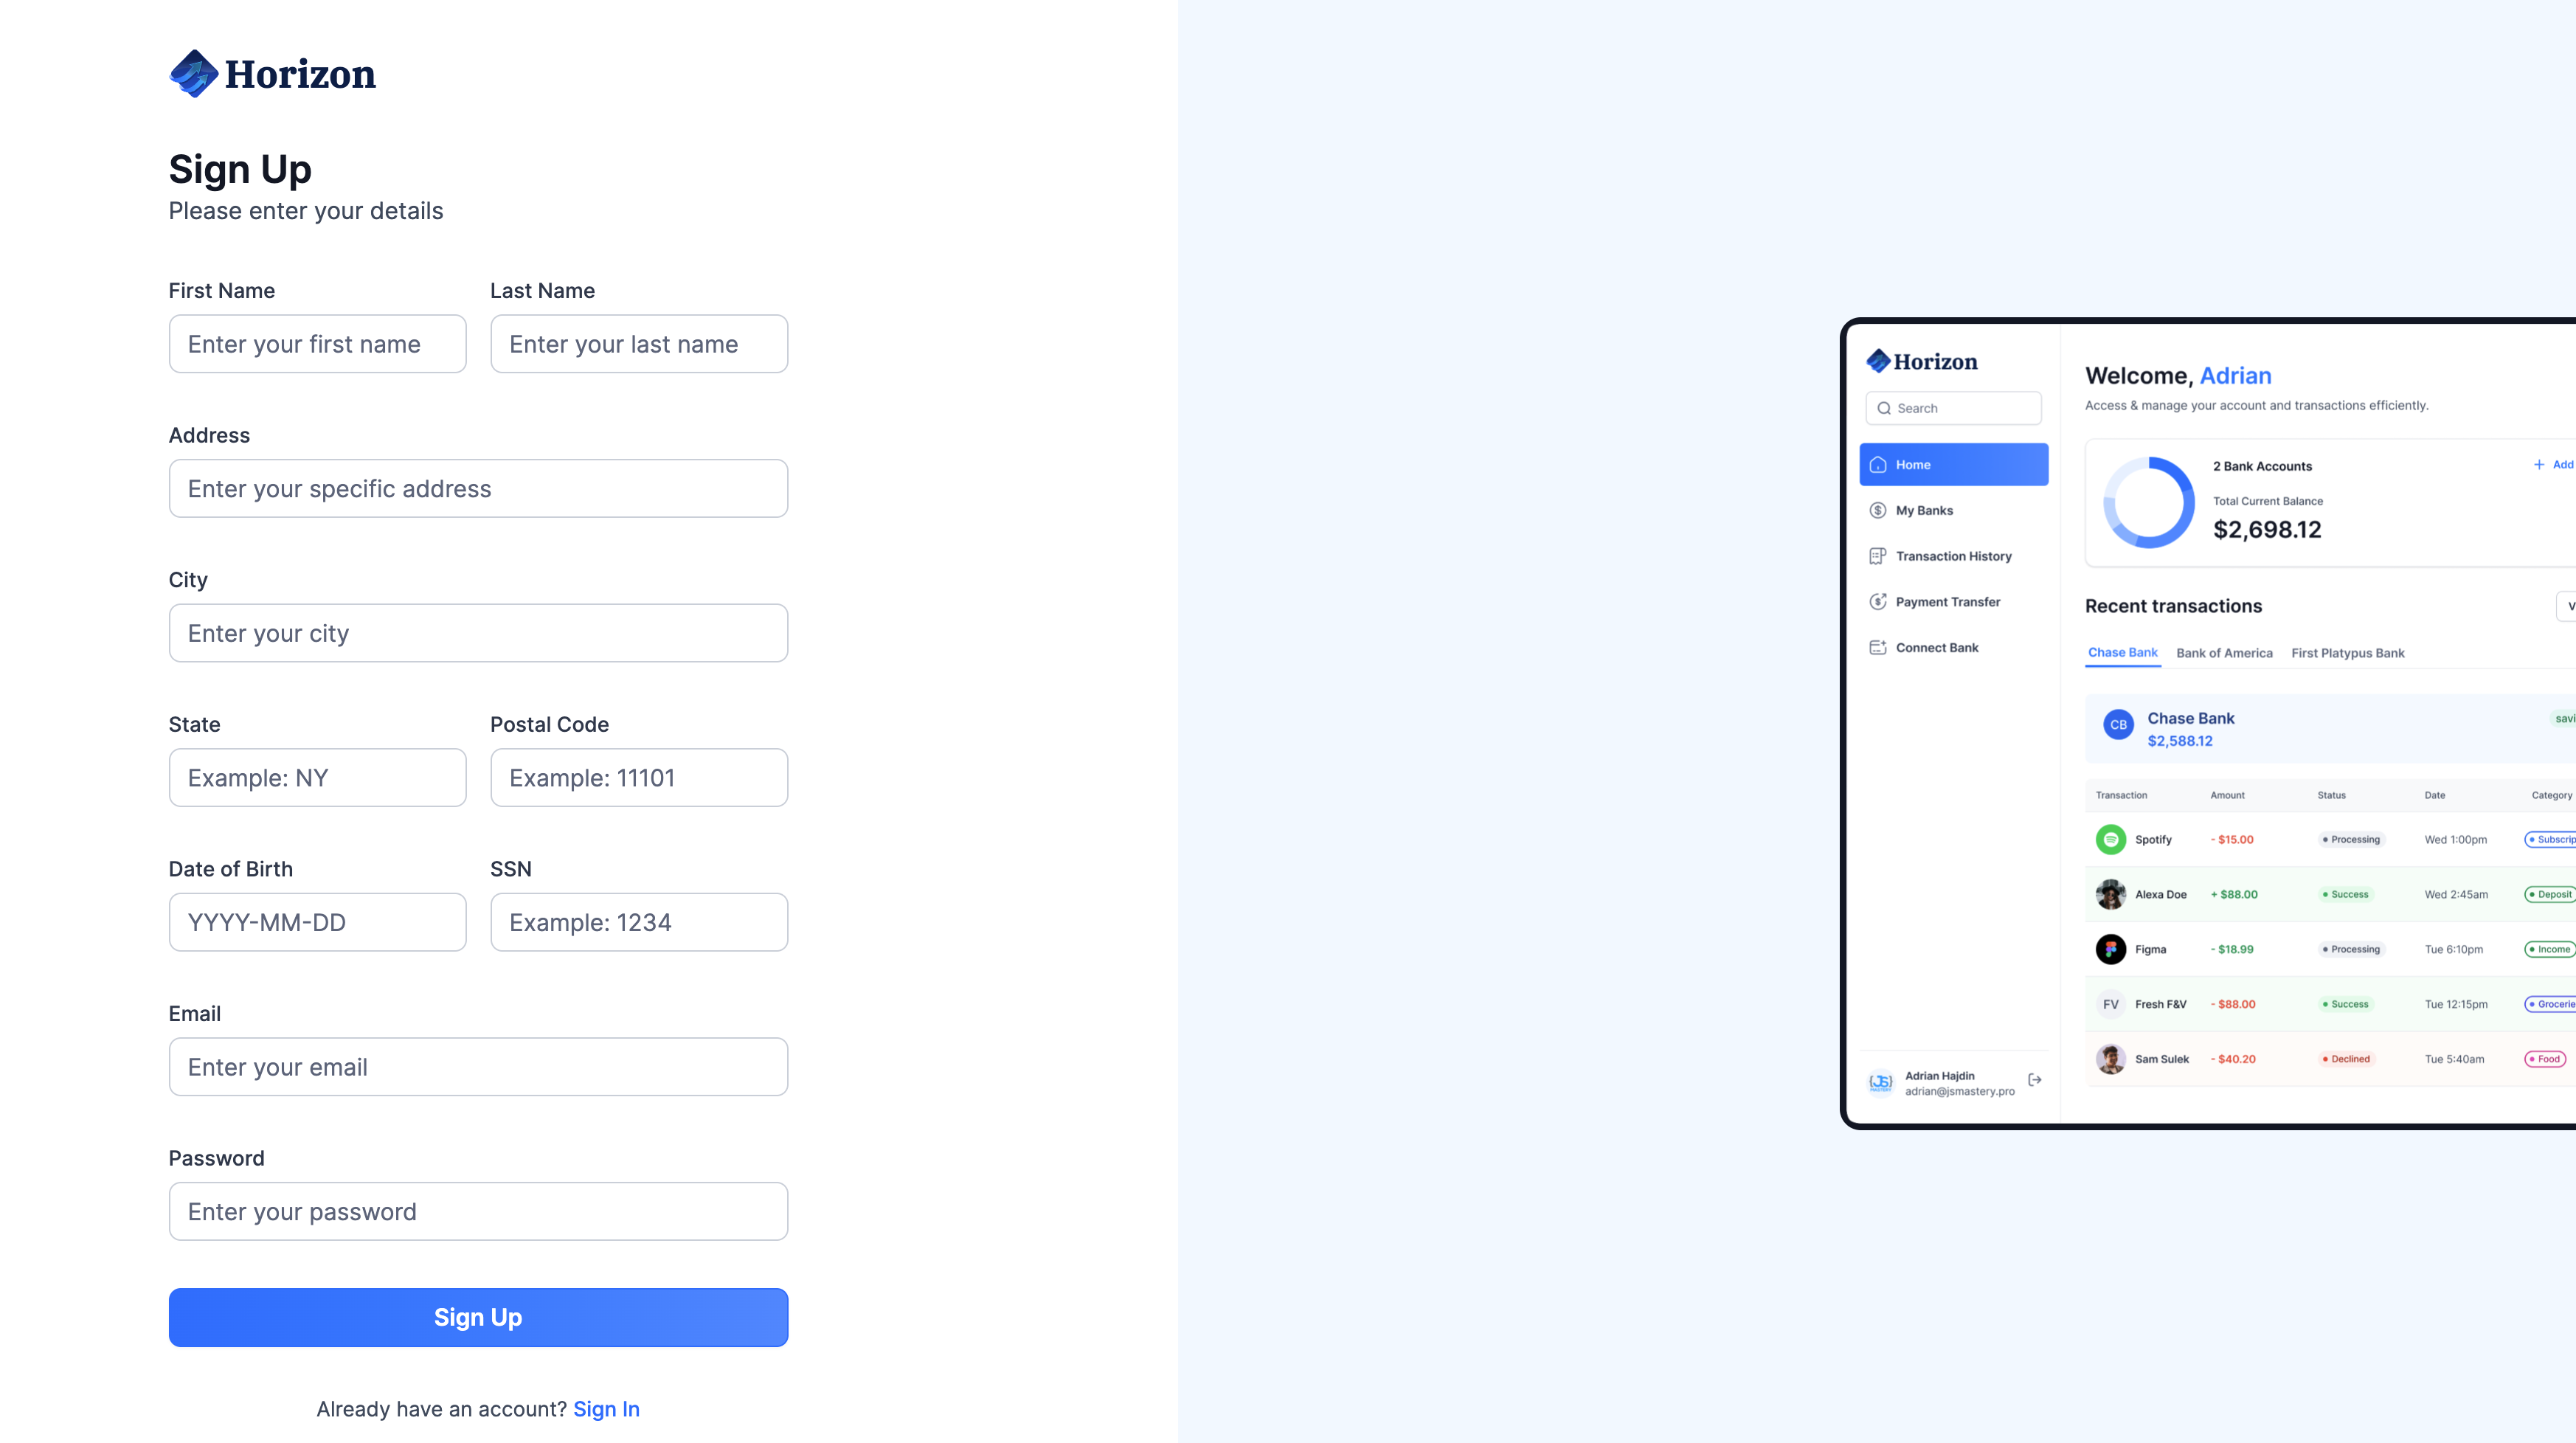 Horizon
Sign Up
Please enter your details
First Name
Last Name
Enter your first name
Enter your last name
Address
Enter your specific address
City
Enter your city
State
Postal Code
Example: NY
Example: 11101
Date of Birth
SSN
YYYY-MM-DD
Example: 1234
Email
Enter your email
Password
Enter your password
Sign Up
Already have an account? Sign In
Horizon
Search
Home
My Banks
Transaction History
Payment Transfer
Connect Bank
Adrian Hajdin
adrian@jsmastery.pro
Welcome, Adrian
Access & manage your account and transactions efficiently.
2 Bank Accounts
+ Add
Total Current Balance
$2,698.12
Recent transactions
V
Chase Bank Bank of America First Platypus Bank
CB
Chase Bank
savi
$2,588.12
Transaction Amount Status Date Category
Spotify - $15.00 Processing Wed 1:00pm Subscrip
Alexa Doe + $88.00 Success Wed 2:45am Deposit
Figma - $18.99 Processing Tue 6:10pm Income
FV Fresh F&V - $88.00 Success Tue 12:15pm Grocerie
Sam Sulek - $40.20 Declined Tue 5:40am Food